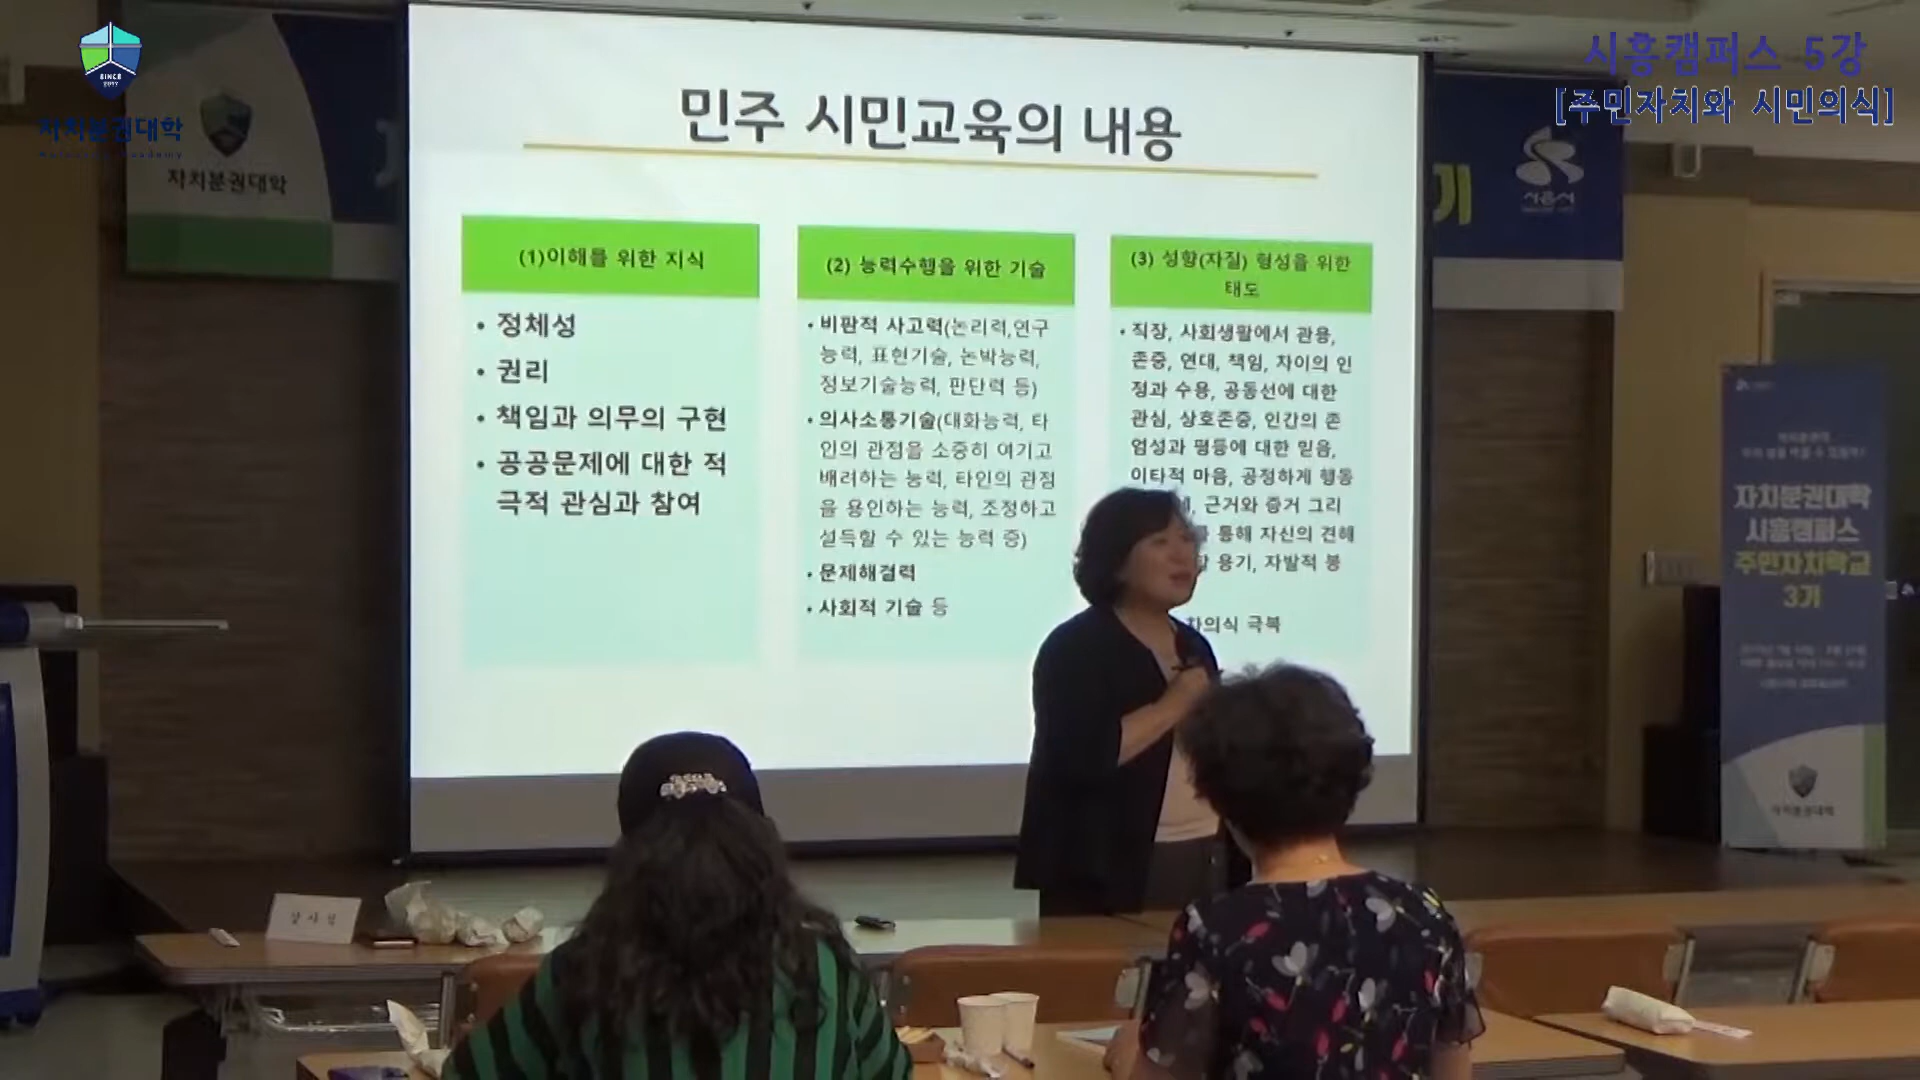 시흥캠퍼스 5강
[주민자치와 시민의식]
SINCE
자치분권대학
자치분권대학
기
시흥시
민주 시민교육의 내용
(1)이해를 위한 지식
• 정체성
• 권리
• 책임과 의무의 구현
• 공공문제에 대한 적
극적 관심과 참여
(2) 능력수행을 위한 기술
• 비판적 사고력(논리력,연구
능력, 표현기술, 논박능력,
정보기술능력, 판단력 등)
• 의사소통기술(대화능력, 타
인의 관점을 소중히 여기고
배려하는 능력, 타인의 관점
을 용인하는 능력, 조정하고
설득할 수 있는 능력 등)
• 문제해결력
• 사회적 기술 등
(3) 성향(자질) 형성을 위한
태도
• 직장, 사회생활에서 관용,
존중, 연대, 책임, 차이의 인
정과 수용, 공동선에 대한
관심, 상호존중, 인간의 존
엄성과 평등에 대한 믿음,
이타적 마음, 공정하게 행동
근거와 증거 그리
통해 자신의 견해
용기, 자발적 봉
차의식 극복
자치분권대학
시흥캠퍼스
주민자치학교
3기
자치분권대학